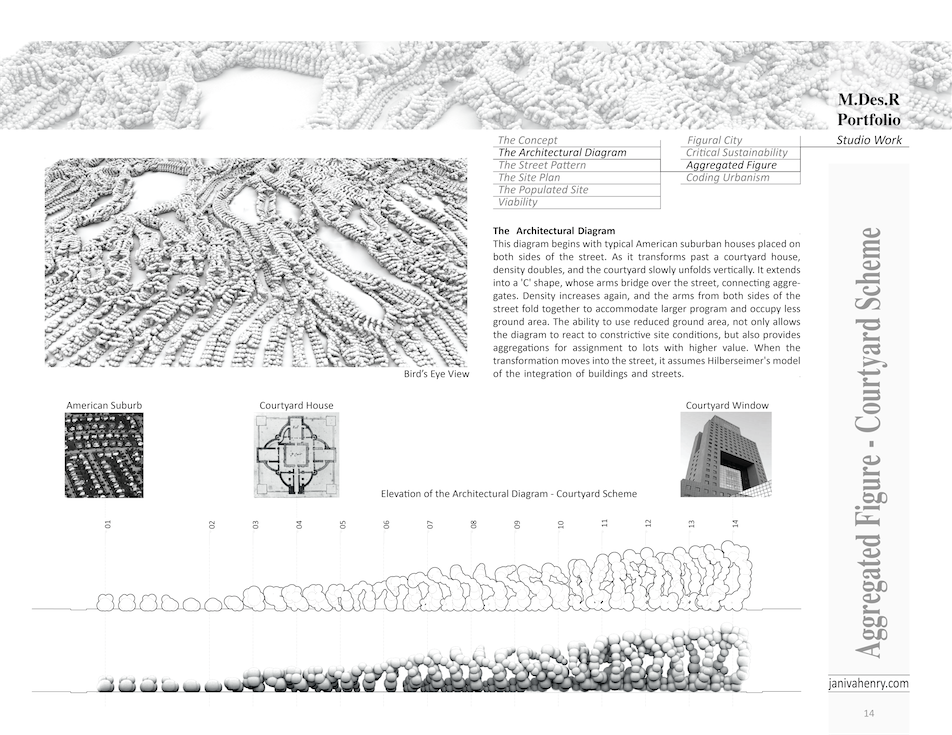 M.Des.R
Portfolio
Studio Work
The Concept
The Architectural Diagram
The Street Pattern
The Site Plan
The Populated Site
Viability
Figural City
Critical Sustainability
Aggregated Figure
Coding Urbanism
The Architectural Diagram
This diagram begins with typical American suburban houses placed on
both sides of the street. As it transforms past a courtyard house,
density doubles, and the courtyard slowly unfolds vertically. It extends
into a 'C' shape, whose arms bridge over the street, connecting aggre-
gates. Density increases again, and the arms from both sides of the
street fold together to accommodate larger program and occupy less
ground area. The ability to use reduced ground area, not only allows
the diagram to react to constrictive site conditions, but also provides
aggregations for assignment to lots with higher value. When the
transformation moves into the street, it assumes Hilberseimer's model
of the integration of buildings and streets.
Bird's Eye View
American Suburb
Courtyard House
Courtyard Window
Elevation of the Architectural Diagram - Courtyard Scheme
01
02
03
04
05
06
07
08
09
10
11
12
13
14
Aggregated Figure - Courtyard Scheme
janivahenry.com
14